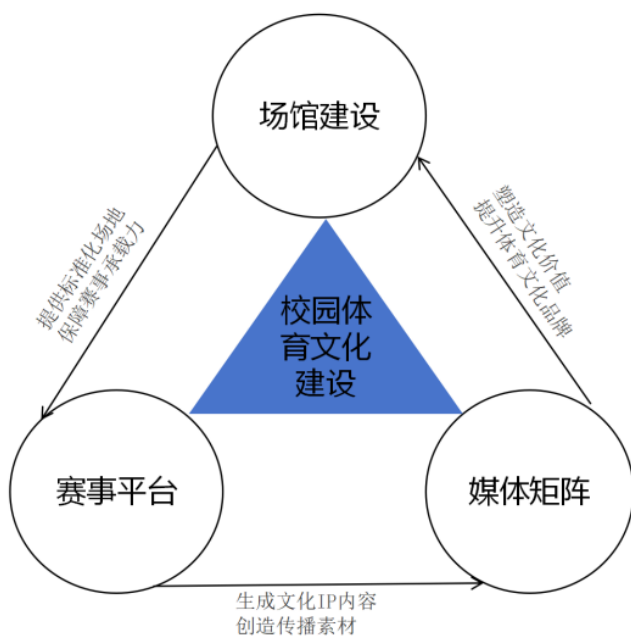 场馆建设
提供标准化场地
保障赛事承载力
塑造文化价值
提升体育文化品牌
校园体
育文化
建设
赛事平台
媒体矩阵
生成文化IP内容
创造传播素材